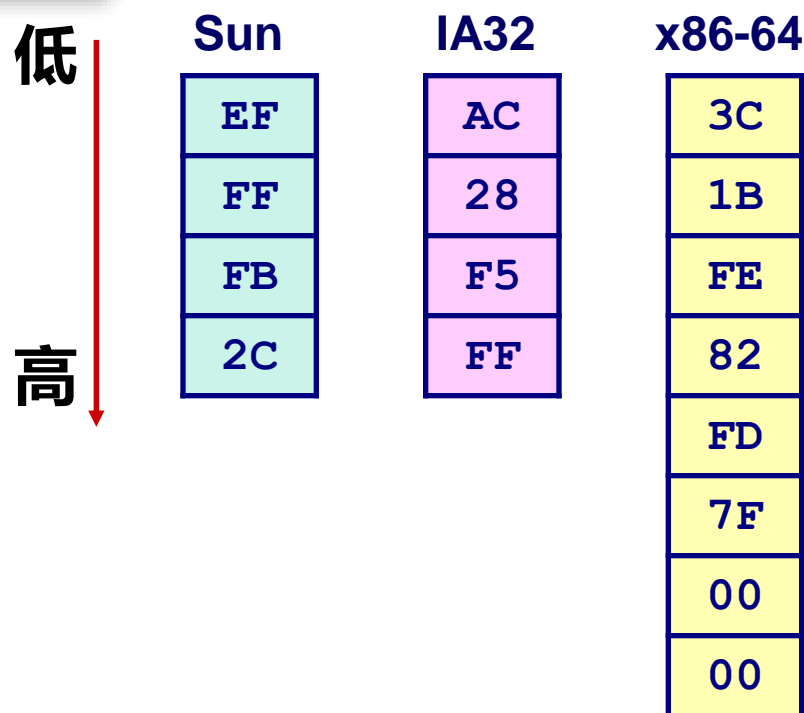 低 Sun IA32 x86-64
EF AC 3C
FF 28 1B
FB F5 FE
高 2C FF 82
FD
7F
00
00